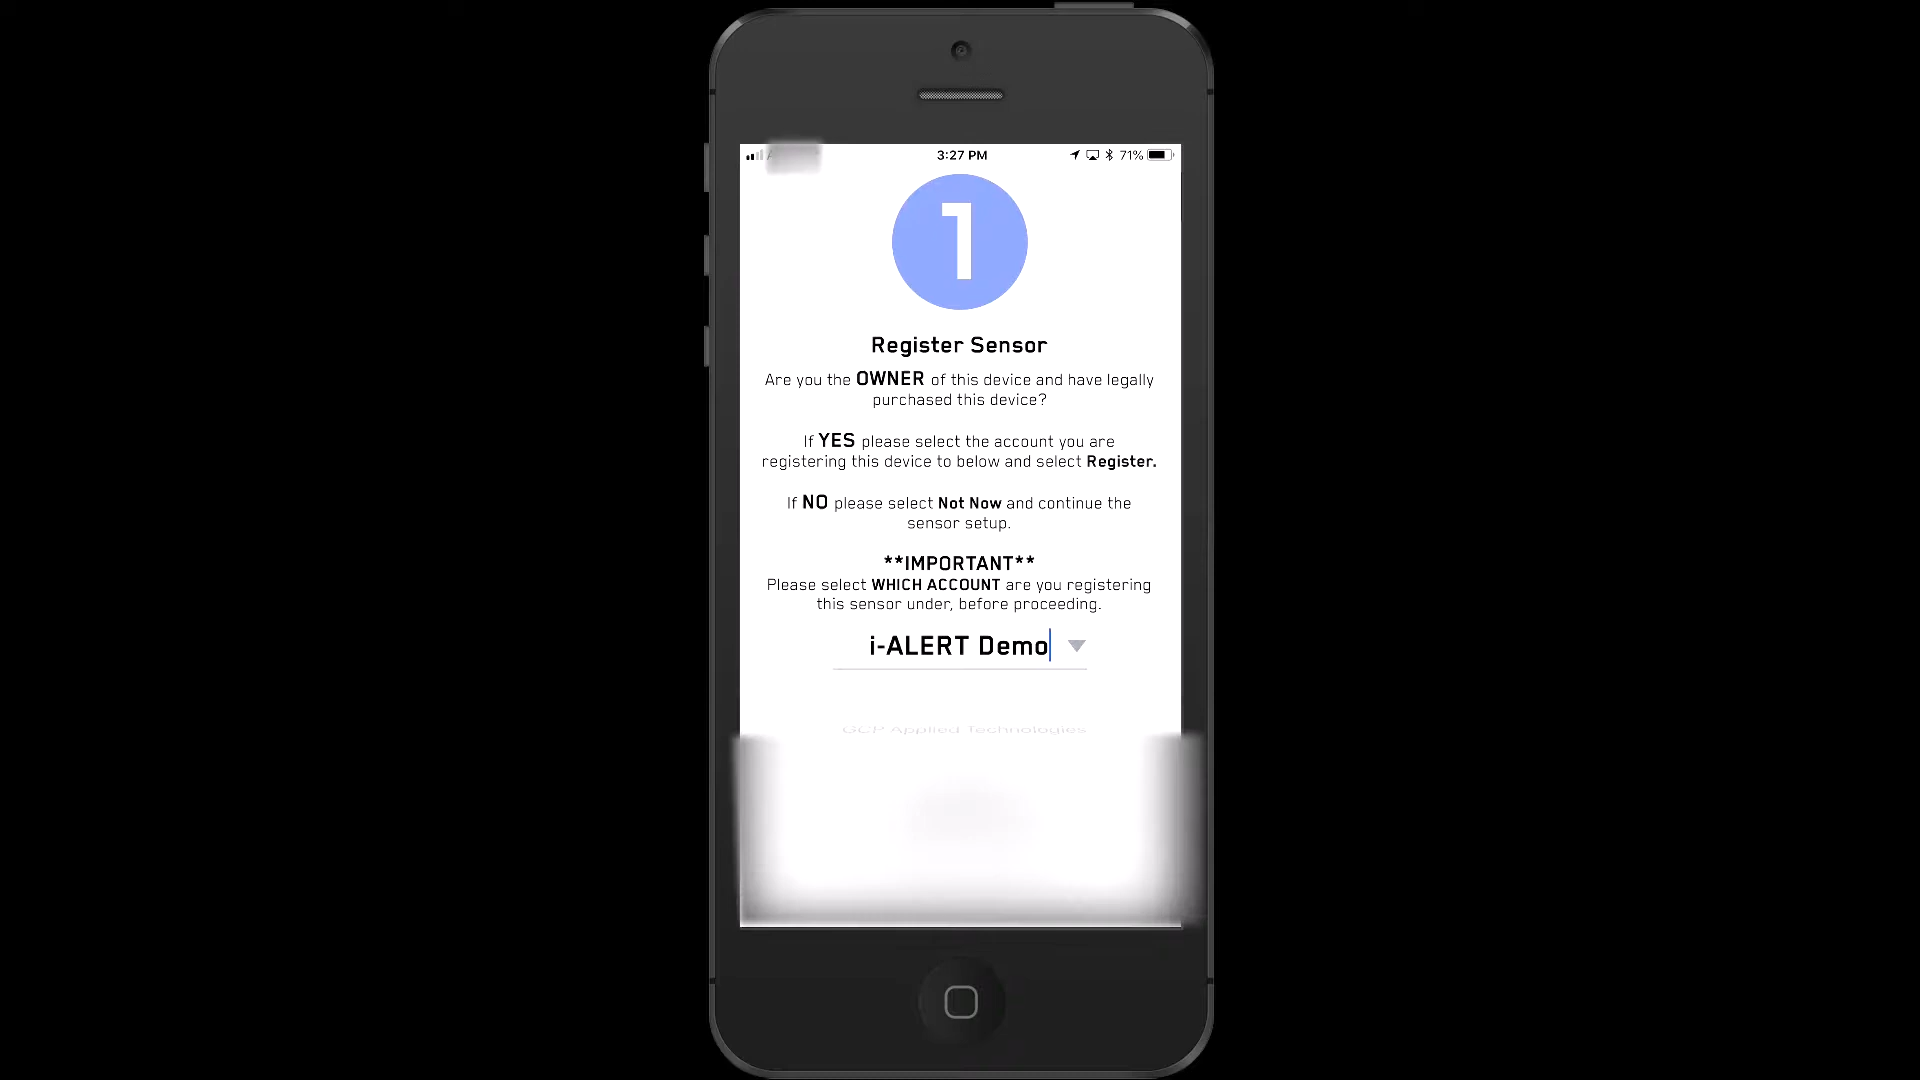 3:27 PM
71%
1
Register Sensor
Are you the OWNER of this device and have legally
purchased this device?
If YES please select the account you are
registering this device to below and select Register.
If NO please select Not Now and continue the
sensor setup.
**IMPORTANT**
Please select WHICH ACCOUNT are you registering
this sensor under, before proceeding.
i-ALERT Demo
GCP Applied Technologies